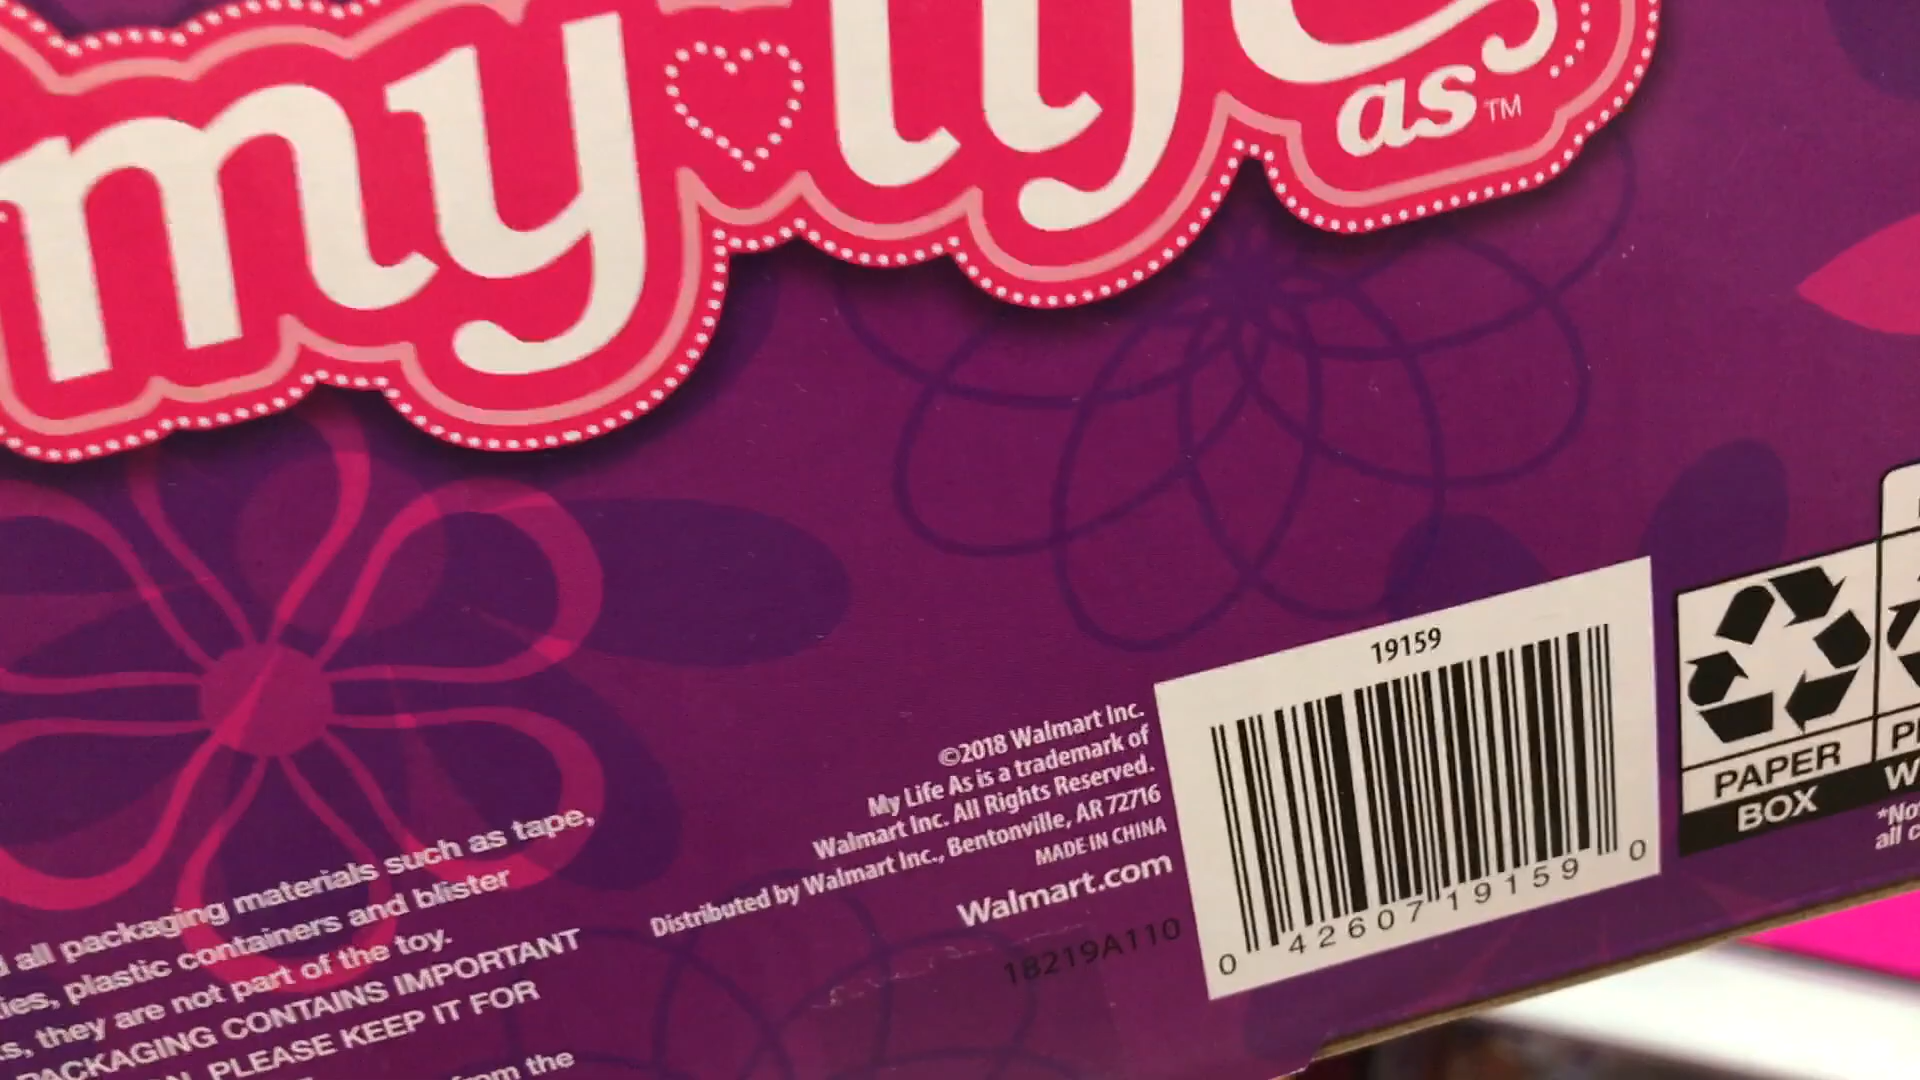 my life
as™
19159
©2018 Walmart Inc.
My Life As is a trademark of
Walmart Inc. All Rights Reserved.
Distributed by Walmart Inc., Bentonville, AR 72716
MADE IN CHINA
Walmart.com
18219A110
0 42607 19159 0
PAPER
BOX
all packaging materials such as tape,
plastic containers and blister
they are not part of the toy.
PACKAGING CONTAINS IMPORTANT
PLEASE KEEP IT FOR
from the